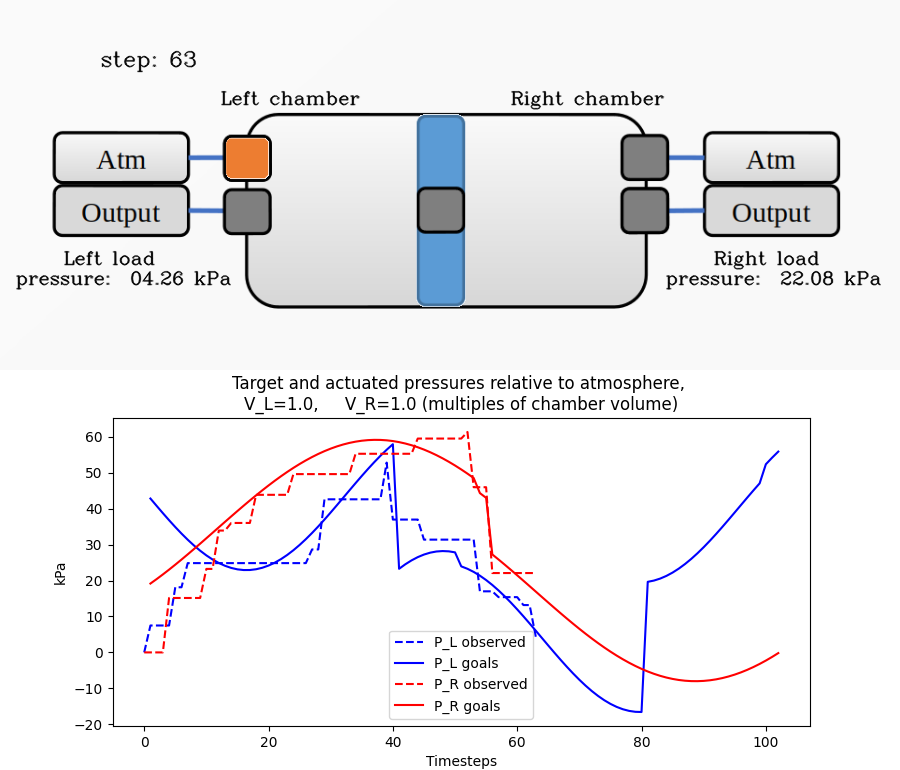 step: 63
Left chamber
Right chamber
Atm
Atm
Output
Output
Left load
pressure: 04.26 kPa
Right load
pressure: 22.08 kPa
Target and actuated pressures relative to atmosphere,
V_L=1.0, V_R=1.0 (multiples of chamber volume)
60
50
40
30
20
10
0
−10
−20
kPa
P_L observed
P_L goals
P_R observed
P_R goals
0 20 40 60 80 100
Timesteps